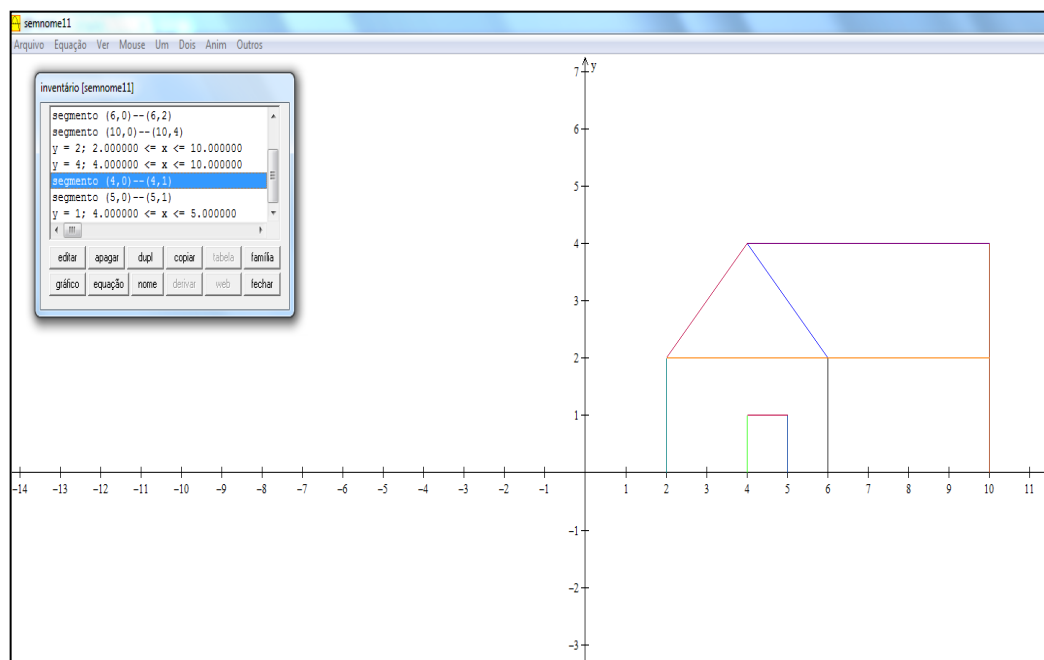 semnome11
Arquivo Equação Ver Mouse Um Dois Anim Outros
inventário [semnome11]
segmento (6,0)--(6,2)
segmento (10,0)--(10,4)
y = 2; 2.000000 <= x <= 10.000000
y = 4; 4.000000 <= x <= 10.000000
segmento (4,0)--(4,1)
segmento (5,0)--(5,1)
y = 1; 4.000000 <= x <= 5.000000
editar apagar dupl copiar tabela família
gráfico equação nome derivar web fechar
y
7
6
5
4
3
2
1
−14 −13 −12 −11 −10 −9 −8 −7 −6 −5 −4 −3 −2 −1 1 2 3 4 5 6 7 8 9 10 11
−1
−2
−3